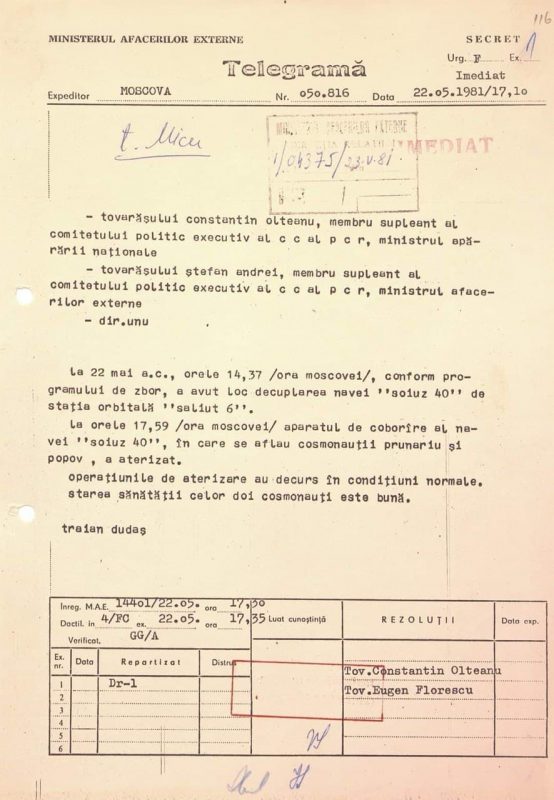 116
MINISTERUL AFACERILOR EXTERNE
SECRET
Urg. F Ex. 1
Telegramă
Imediat
Expeditor MOSCOVA Nr. 050.816 Data 22.05.1981/17,10
t. Micu
MINISTERUL AFACERILOR EXTERNE
1/04375/23.V.81
IMEDIAT
- tovarăşului constantin olteanu, membru supleant al
comitetului politic executiv al c c al p c r, ministrul apă-
rării naţionale
- tovarăşului ştefan andrei, membru supleant al
comitetului politic executiv al c c al p c r, ministrul aface-
rilor externe
- dir.unu
la 22 mai a.c., orele 14,37 /ora moscovei/, conform pro-
gramului de zbor, a avut loc decuplarea navei ''soiuz 40'' de
staţia orbitală ''saliut 6''.
la orele 17,59 /ora moscovei/ aparatul de coborîre al na-
vei ''soiuz 40'', în care se aflau cosmonauţii prunariu şi
popov , a aterizat.
operaţiunile de aterizare au decurs în condiţiuni normale.
starea sănătăţii celor doi cosmonauţi este bună.
traian dudaş
Înreg. M.A.E. 14401/22.05. ora 17,30
Dactil. în 4/FC ex. 22.05. ora 17,35
Verificat. GG/A
Luat cunoştinţă
REZOLUŢII
Data exp.
Ex. nr. Data Repartizat Distrus
1 Dr-1
2
3
4
5
6
Tov.Constantin Olteanu
Tov.Eugen Florescu